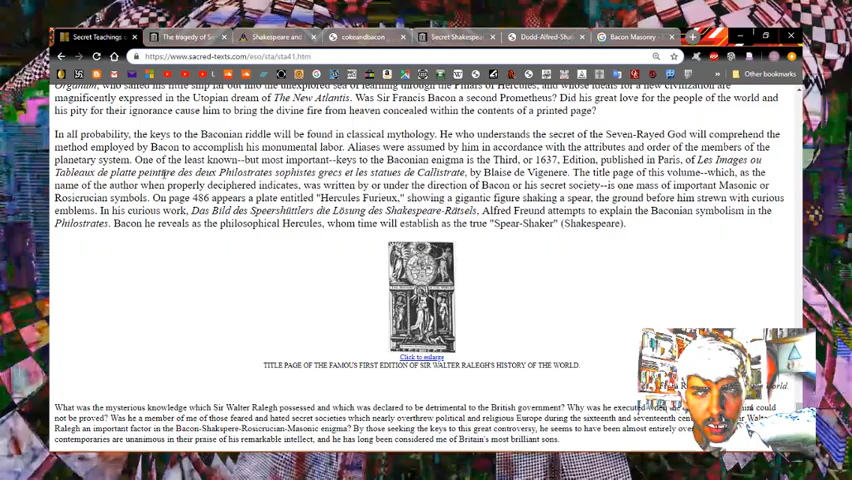 Secret Teachings
The tragedy of S
Shakespeare and
cokeandbacon
Secret Shakespea
Dodd-Alfred-Sha
Bacon Masonry -
https://www.sacred-texts.com/eso/sta/sta41.htm
Other bookmarks
Organum, who sailed his little ship far out into the unexplored sea of learning through the Pillars of Hercules, and whose ideals for a new civilization are
magnificently expressed in the Utopian dream of The New Atlantis. Was Sir Francis Bacon a second Prometheus? Did his great love for the people of the world and
his pity for their ignorance cause him to bring the divine fire from heaven concealed within the contents of a printed page?
In all probability, the keys to the Baconian riddle will be found in classical mythology. He who understands the secret of the Seven-Rayed God will comprehend the
method employed by Bacon to accomplish his monumental labor. Aliases were assumed by him in accordance with the attributes and order of the members of the
planetary system. One of the least known--but most important--keys to the Baconian enigma is the Third, or 1637, Edition, published in Paris, of Les Images ou
Tableaux de platte peinture des deux Philostrates sophistes grecs et les statues de Callistrate, by Blaise de Vigenere. The title page of this volume--which, as the
name of the author when properly deciphered indicates, was written by or under the direction of Bacon or his secret society--is one mass of important Masonic or
Rosicrucian symbols. On page 486 appears a plate entitled "Hercules Furieux," showing a gigantic figure shaking a spear, the ground before him strewn with curious
emblems. In his curious work, Das Bild des Speershüttlers die Lösung des Shakespeare-Rätsels, Alfred Freund attempts to explain the Baconian symbolism in the
Philostrates. Bacon he reveals as the philosophical Hercules, whom time will establish as the true "Spear-Shaker" (Shakespeare).
Click to enlarge
TITLE PAGE OF THE FAMOUS FIRST EDITION OF SIR WALTER RALEGH'S HISTORY OF THE WORLD.
World.
What was the mysterious knowledge which Sir Walter Ralegh possessed and which was declared to be detrimental to the British government? Why was he executed when the could
not be proved? Was he a member of me of those feared and hated secret societies which nearly overthrew political and religious Europe during the sixteenth and seventeenth Sir Walter
Ralegh an important factor in the Bacon-Shakspere-Rosicrucian-Masonic enigma? By those seeking the keys to this great controversy, he seems to have been almost entirely
contemporaries are unanimous in their praise of his remarkable intellect, and he has long been considered me of Britain's most brilliant sons.